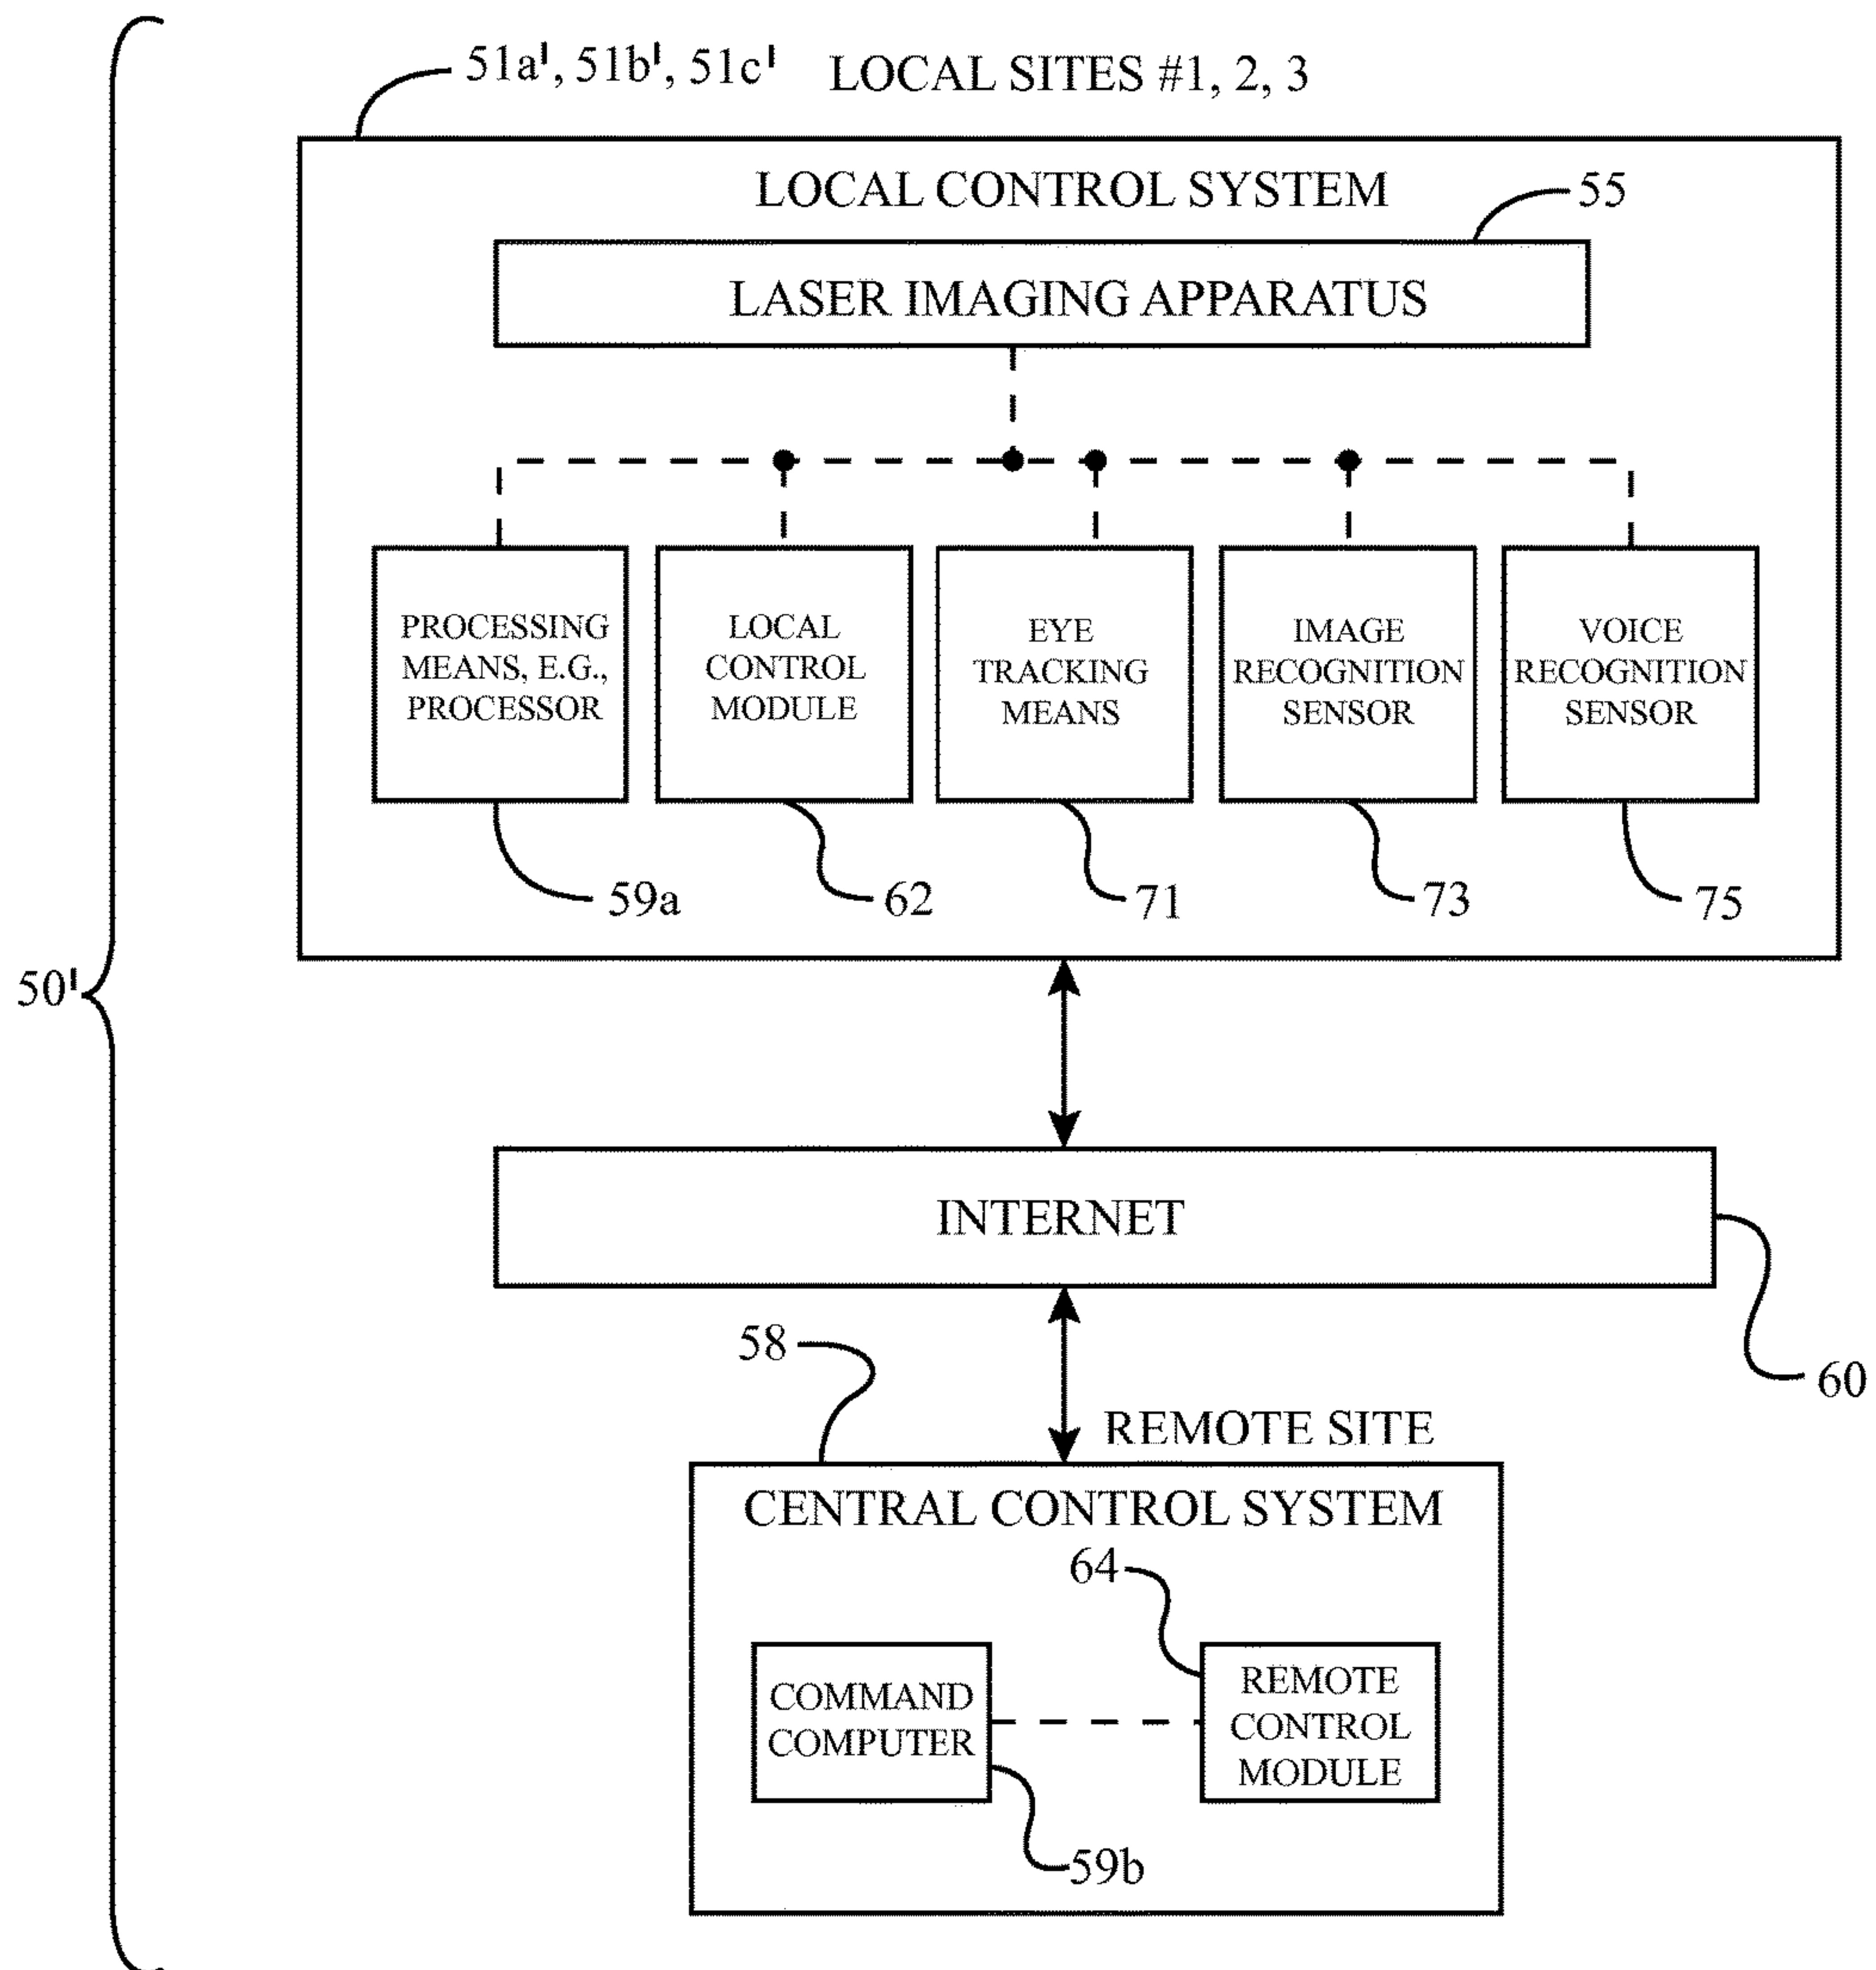 51a', 51b', 51c' LOCAL SITES #1, 2, 3
LOCAL CONTROL SYSTEM
55
LASER IMAGING APPARATUS
PROCESSING
MEANS, E.G.,
PROCESSOR
LOCAL
CONTROL
MODULE
EYE
TRACKING
MEANS
IMAGE
RECOGNITION
SENSOR
VOICE
RECOGNITION
SENSOR
59a
62
71
73
75
50'
INTERNET
60
58
REMOTE SITE
CENTRAL CONTROL SYSTEM
64
COMMAND
COMPUTER
REMOTE
CONTROL
MODULE
59b